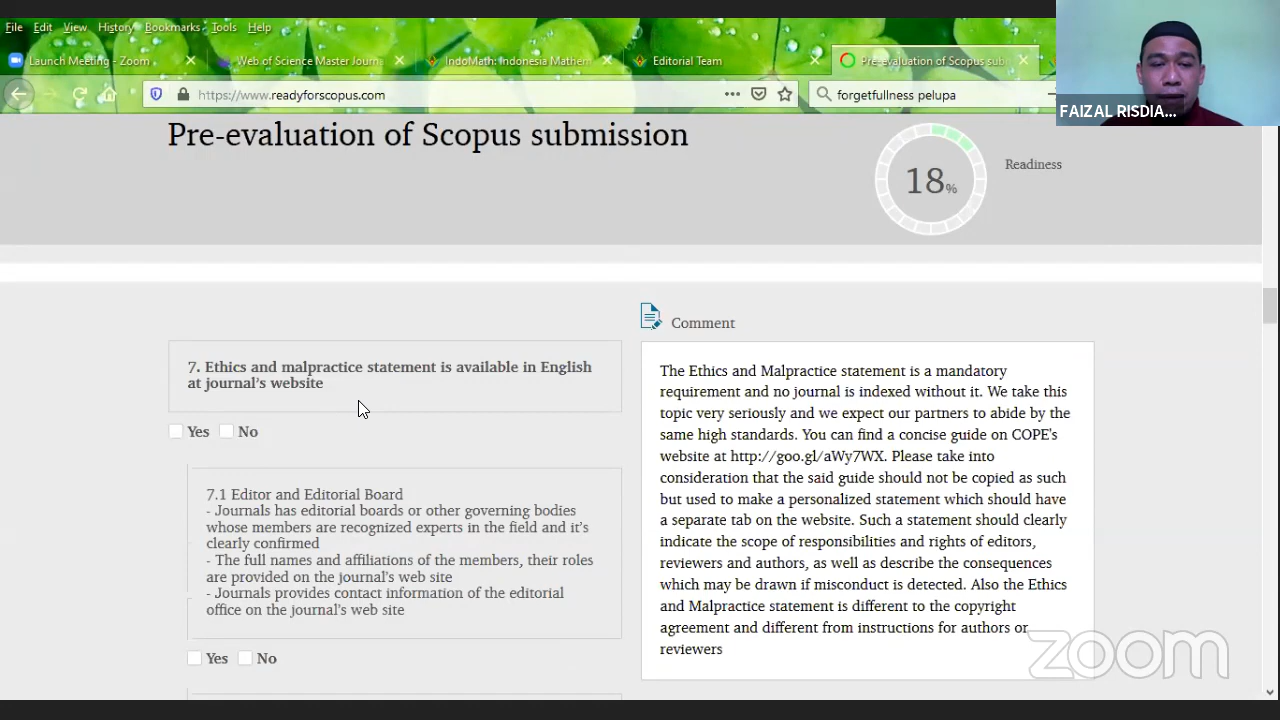 File Edit View History Bookmarks Tools Help
Launch Meeting - Zoom
Web of Science Master Journa
IndoMath: Indonesia Mathem
Editorial Team
Pre-evaluation of Scopus subm
https://www.readyforscopus.com
forgetfullness pelupa
FAIZAL RISDIA...
Pre-evaluation of Scopus submission
18%
Readiness
7. Ethics and malpractice statement is available in English
at journal's website
Yes No
7.1 Editor and Editorial Board
- Journals has editorial boards or other governing bodies
whose members are recognized experts in the field and it's
clearly confirmed
- The full names and affiliations of the members, their roles
are provided on the journal's web site
- Journals provides contact information of the editorial
office on the journal's web site
Yes No
Comment
The Ethics and Malpractice statement is a mandatory
requirement and no journal is indexed without it. We take this
topic very seriously and we expect our partners to abide by the
same high standards. You can find a concise guide on COPE's
website at http://goo.gl/aWy7WX. Please take into
consideration that the said guide should not be copied as such
but used to make a personalized statement which should have
a separate tab on the website. Such a statement should clearly
indicate the scope of responsibilities and rights of editors,
reviewers and authors, as well as describe the consequences
which may be drawn if misconduct is detected. Also the Ethics
and Malpractice statement is different to the copyright
agreement and different from instructions for authors or
reviewers
zoom